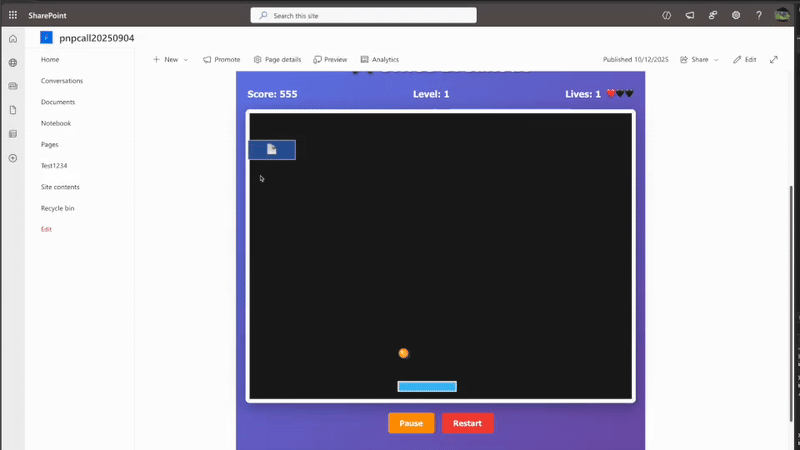 SharePoint
Search this site
pnpcall20250904
Home
Conversations
Documents
Notebook
Pages
Test1234
Site contents
Recycle bin
Edit
New
Promote
Page details
Preview
Analytics
Published 10/12/2025
Share
Edit
Score: 555
Level: 1
Lives: 1
Pause
Restart